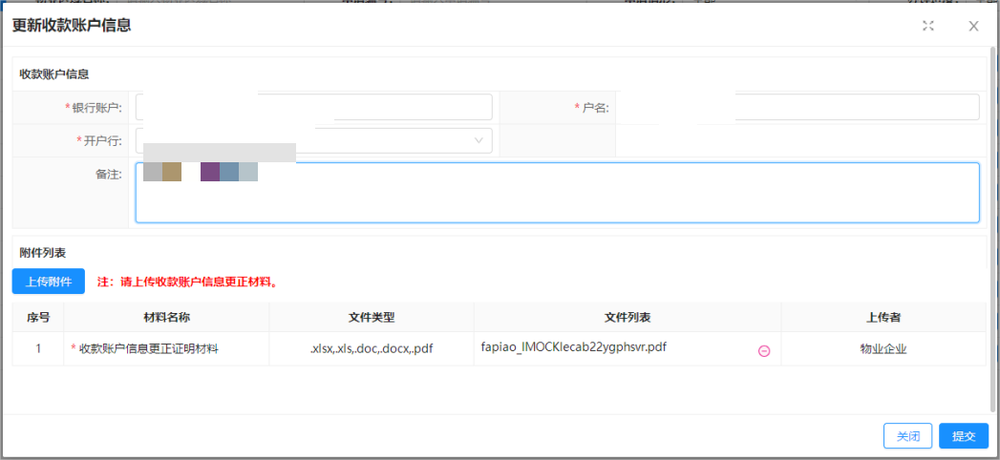 更新收款账户信息
收款账户信息
*银行账户:
*户名:
*开户行:
备注:
附件列表
上传附件 注：请上传收款账户信息更正材料。
序号 材料名称 文件类型 文件列表 上传者
1 *收款账户信息更正证明材料 .xlsx,.xls,.doc,.docx,.pdf fapiao_IMOCKlecab22ygphsvr.pdf 物业企业
关闭 提交